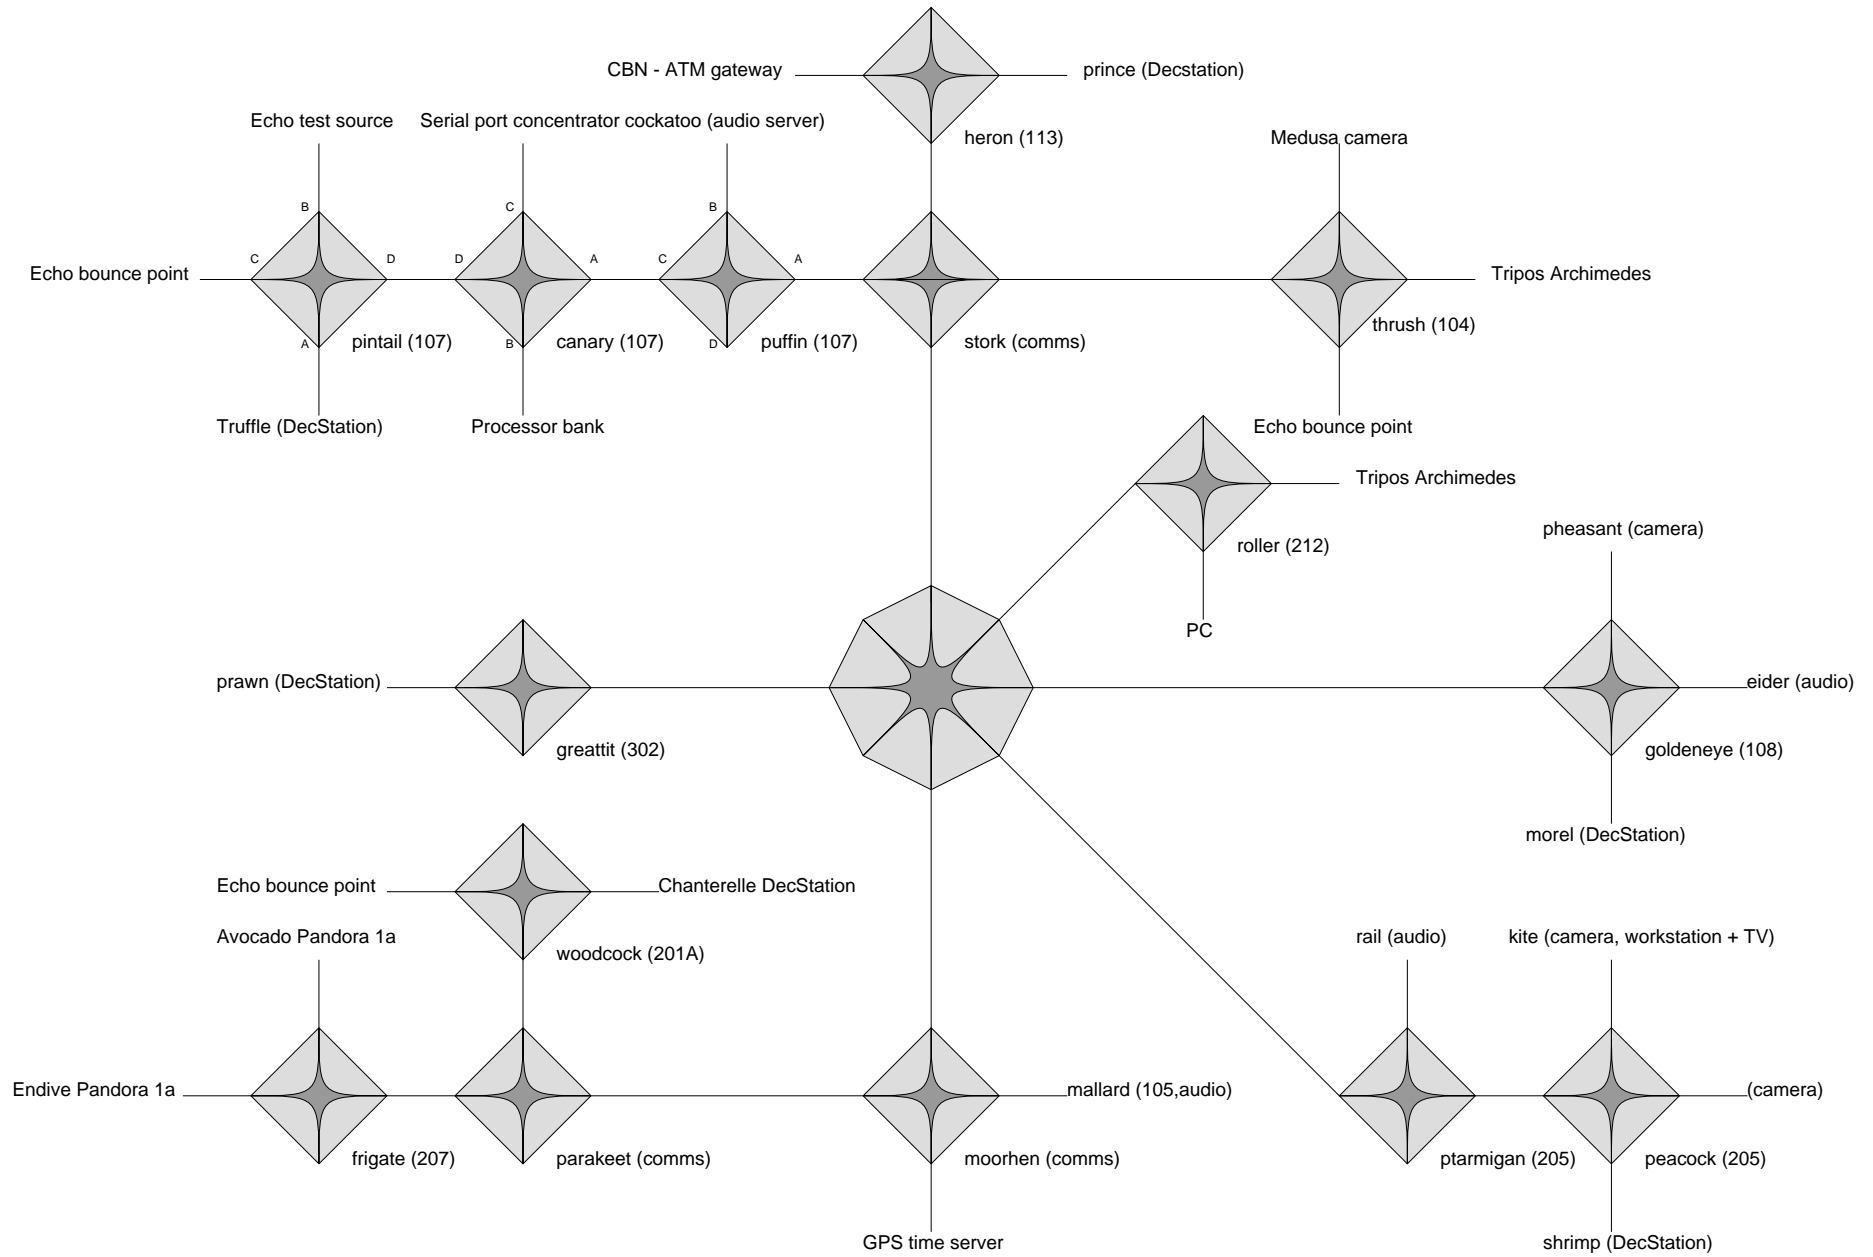 CBN - ATM gateway
prince (Decstation)
heron (113)
Echo test source
Serial port concentrator
cockatoo (audio server)
Medusa camera
B
C
B
C
D
D
A
C
A
Echo bounce point
Tripos Archimedes
thrush (104)
A
pintail (107)
B
canary (107)
D
puffin (107)
stork (comms)
Truffle (DecStation)
Processor bank
Echo bounce point
Tripos Archimedes
pheasant (camera)
roller (212)
PC
prawn (DecStation)
eider (audio)
greattit (302)
goldeneye (108)
morel (DecStation)
Echo bounce point
Chanterelle DecStation
Avocado Pandora 1a
woodcock (201A)
rail (audio)
kite (camera, workstation + TV)
Endive Pandora 1a
mallard (105,audio)
(camera)
frigate (207)
parakeet (comms)
moorhen (comms)
ptarmigan (205)
peacock (205)
GPS time server
shrimp (DecStation)